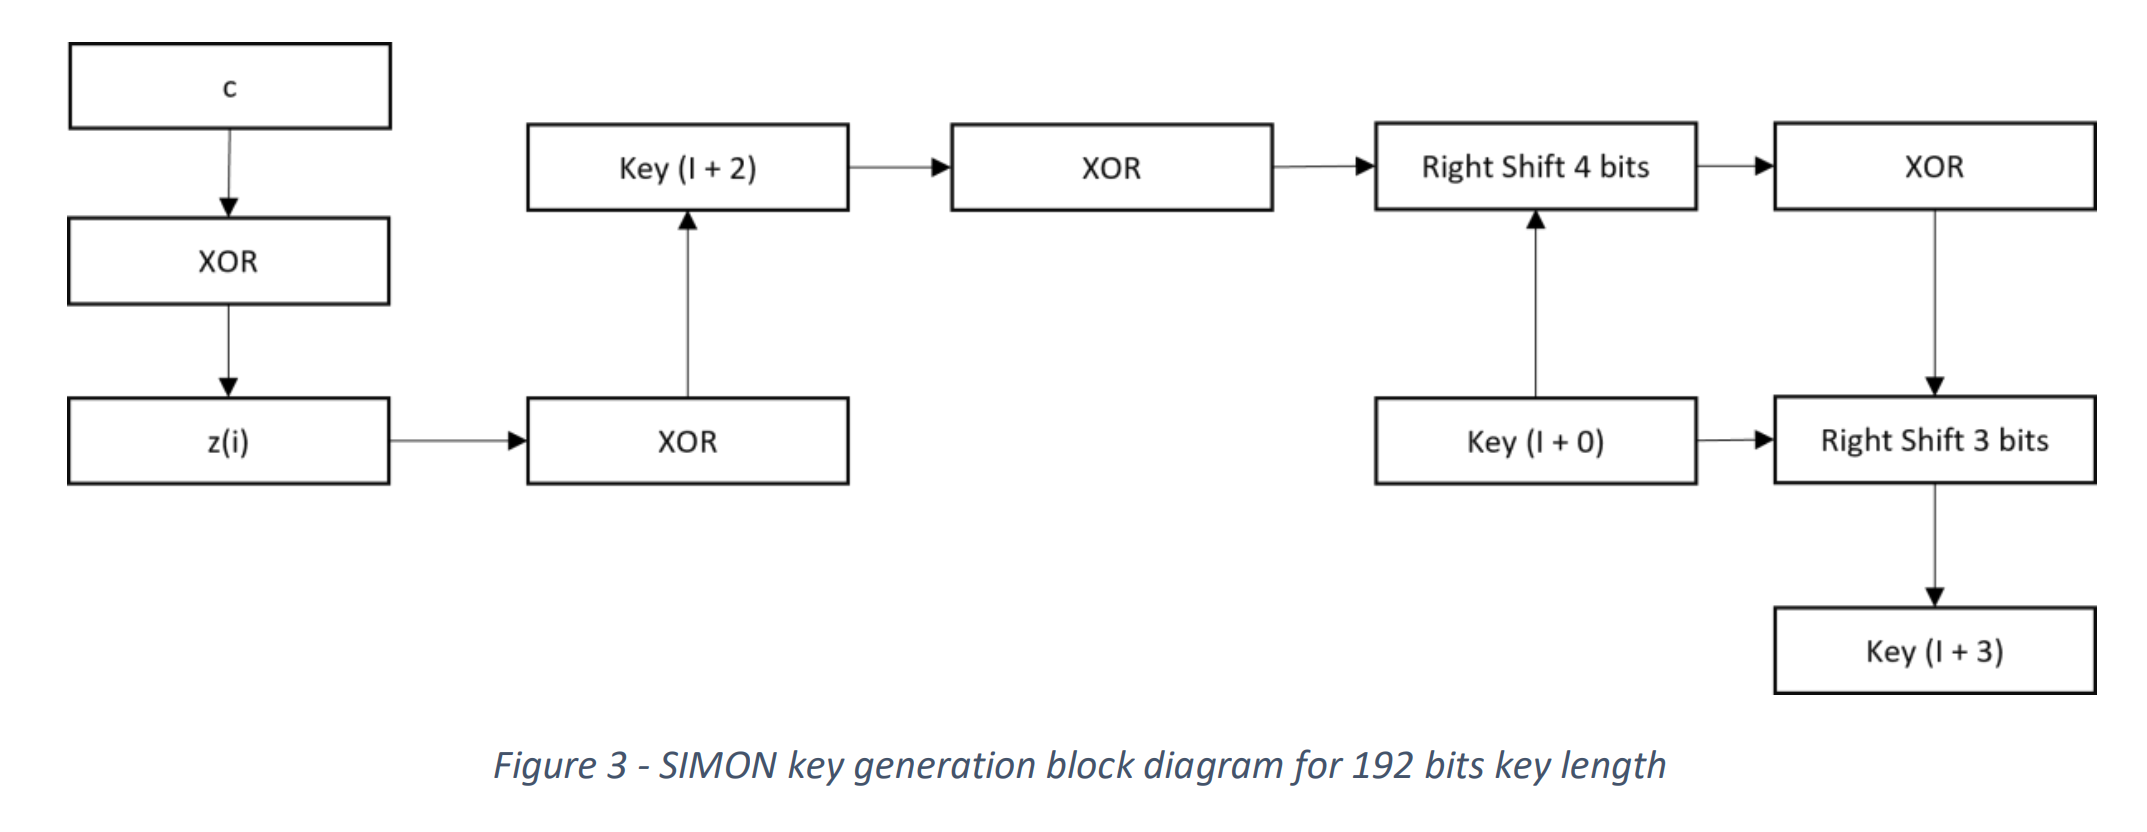 c
XOR
z(i)
XOR
Key (I + 2)
XOR
Right Shift 4 bits
XOR
Key (I + 0)
Right Shift 3 bits
Key (I + 3)
Figure 3 - SIMON key generation block diagram for 192 bits key length